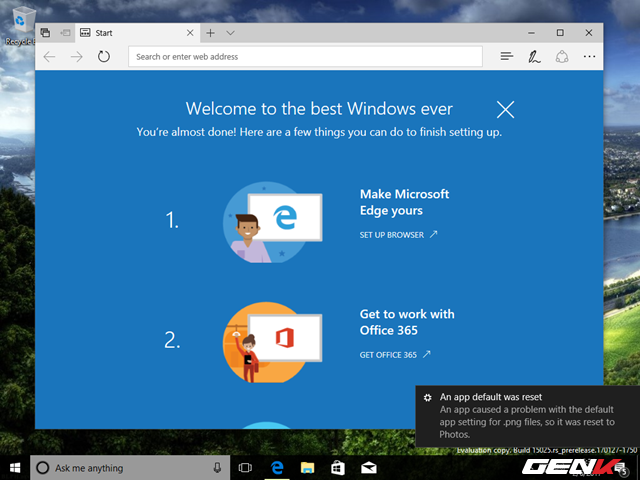 Recycle
Start
Search or enter web address
Welcome to the best Windows ever
You're almost done! Here are a few things you can do to finish setting up.
1.
Make Microsoft
Edge yours
SET UP BROWSER
2.
Get to work with
Office 365
GET OFFICE 365
An app default was reset
An app caused a problem with the default
app setting for .png files, so it was reset to
Photos.
Evaluation copy. Build 15025.rs_prerelease.170127-1750
Ask me anything
GENK
5